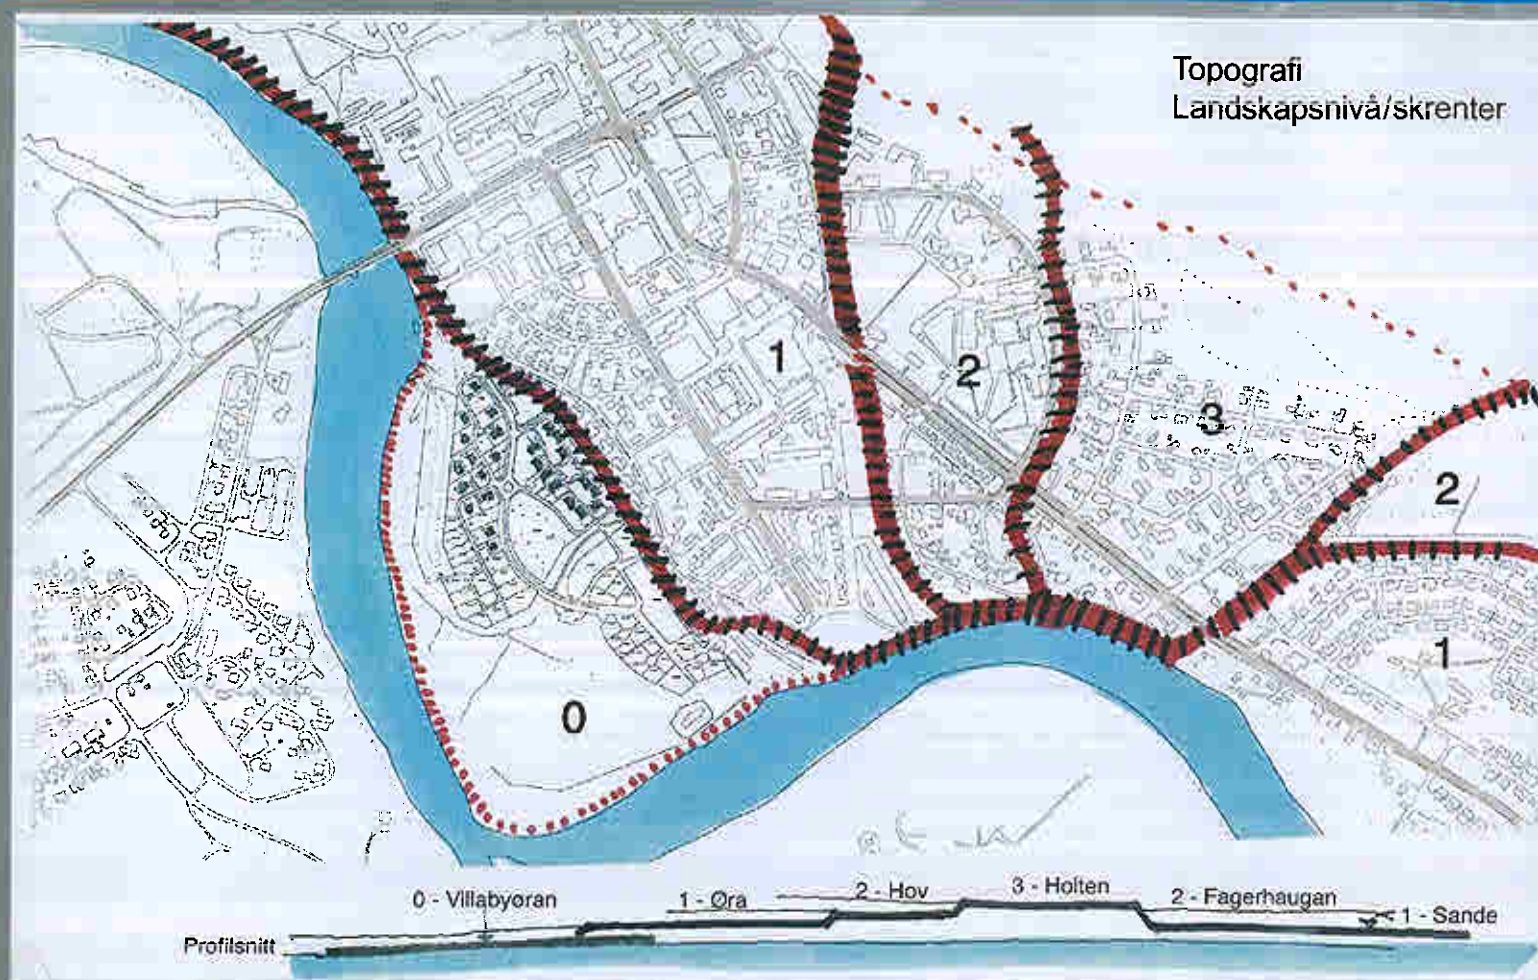 Topografi
Landskapsnivå/skrenter
1
2
3
2
1
0
0 - Villabyøran
1 - Øra
2 - Hov
3 - Holten
2 - Fagerhaugan
1 - Sande
Profilsnitt